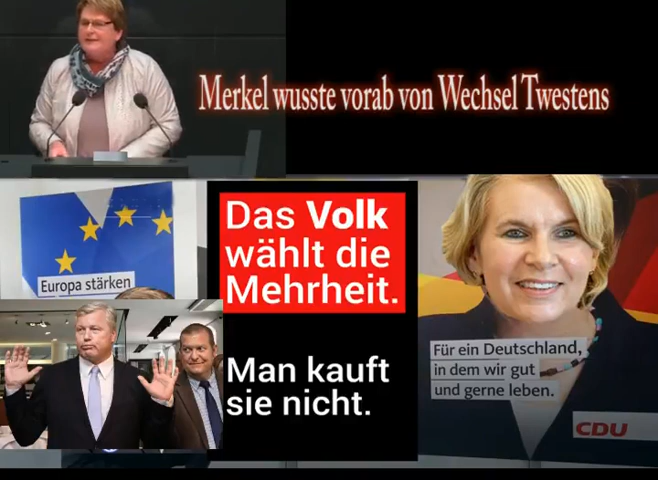 Merkel wusste vorab von Wechsel Twestens
Europa stärken
Das Volk
wählt die
Mehrheit.
Man kauft
sie nicht.
Für ein Deutschland,
in dem wir gut
und gerne leben.
CDU